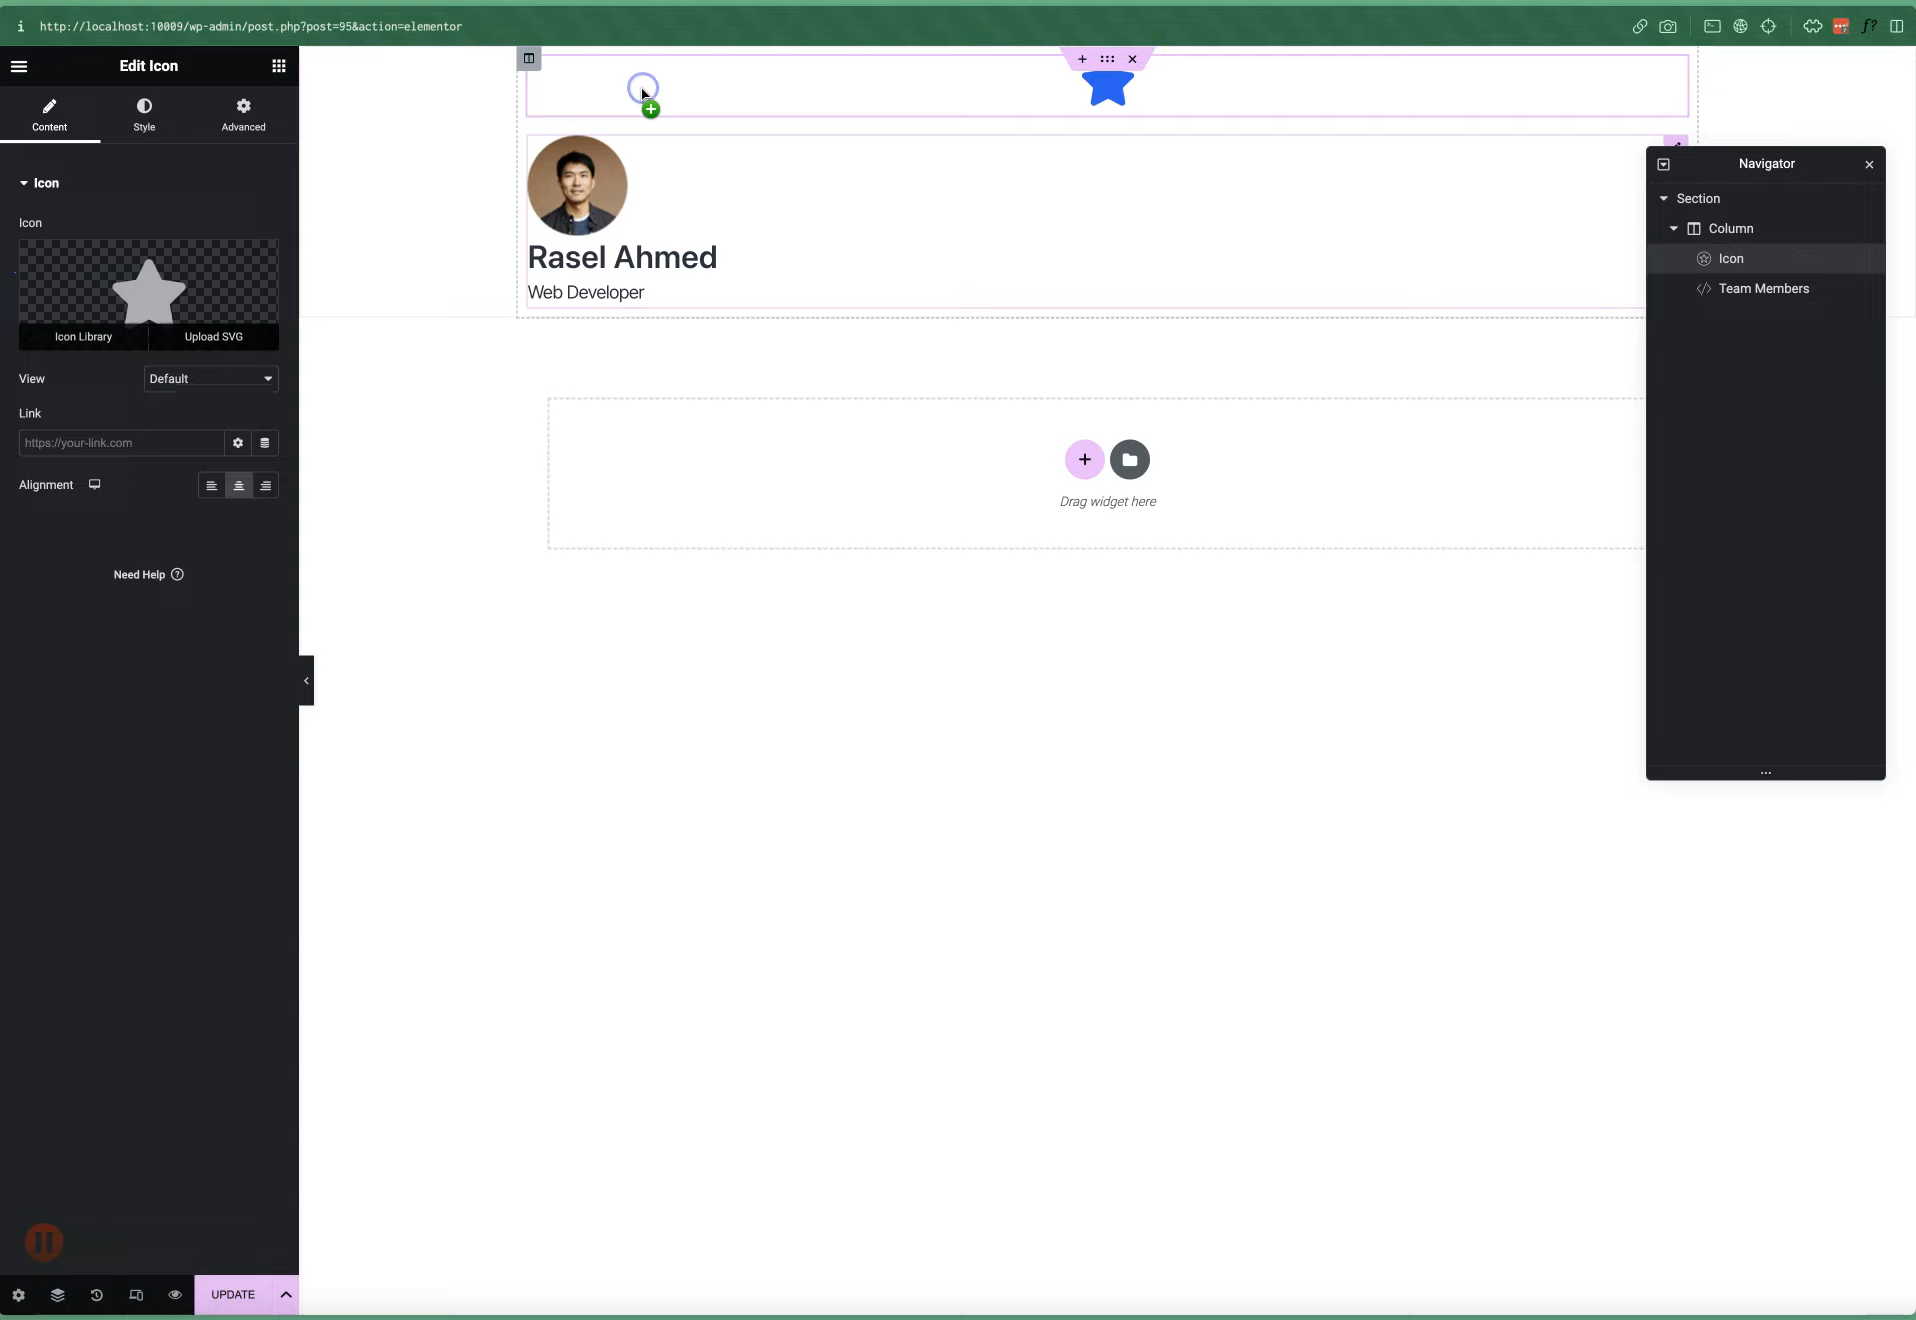 http://localhost:10009/wp-admin/post.php?post=95&action=elementor
Edit Icon
Content
Style
Advanced
Icon
Icon
Icon Library
Upload SVG
View
Default
Link
https://your-link.com
Alignment
Need Help
UPDATE
Rasel Ahmed
Web Developer
Drag widget here
Navigator
Section
Column
Icon
Team Members